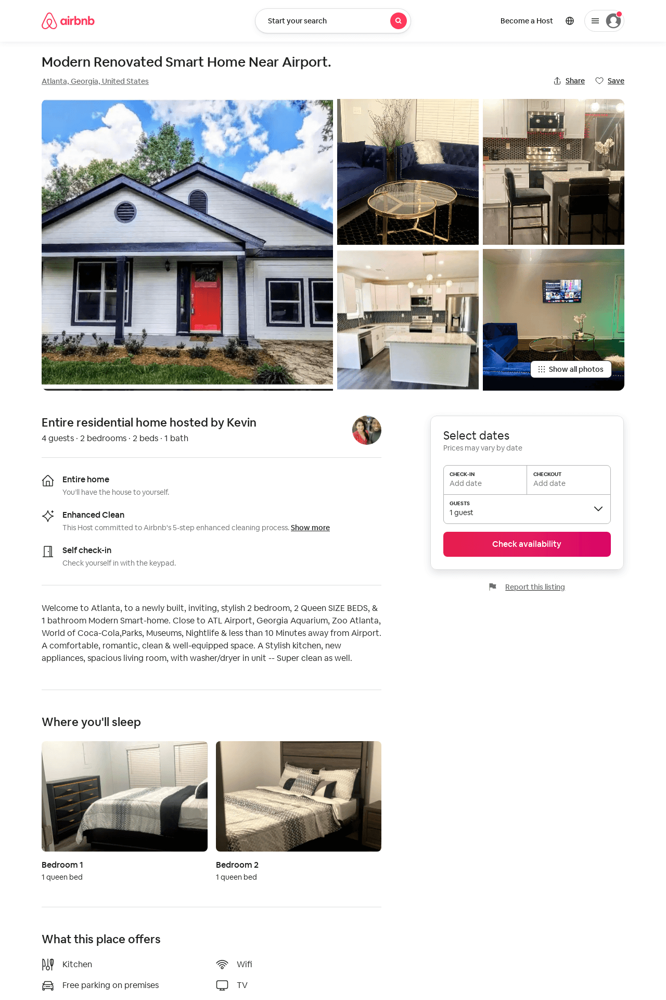 airbnb
Start your search
Become a Host
Modern Renovated Smart Home Near Airport.
Atlanta, Georgia, United States
Share
Save
Show all photos
Entire residential home hosted by Kevin
4 guests · 2 bedrooms · 2 beds · 1 bath
Entire home
You’ll have the house to yourself.
Enhanced Clean
This Host committed to Airbnb's 5-step enhanced cleaning process. Show more
Self check-in
Check yourself in with the keypad.
Select dates
Prices may vary by date
CHECK-IN
Add date
CHECKOUT
Add date
GUESTS
1 guest
Check availability
Report this listing
Welcome to Atlanta, to a newly built, inviting, stylish 2 bedroom, 2 Queen SIZE BEDS, &
1 bathroom Modern Smart-home. Close to ATL Airport, Georgia Aquarium, Zoo Atlanta,
World of Coca-Cola,Parks, Museums, Nightlife & less than 10 Minutes away from Airport.
A comfortable, romantic, clean & well-equipped space. A Stylish kitchen, new
appliances, spacious living room, with washer/dryer in unit -- Super clean as well.
Where you'll sleep
Bedroom 1
1 queen bed
Bedroom 2
1 queen bed
What this place offers
Kitchen
Wifi
Free parking on premises
TV